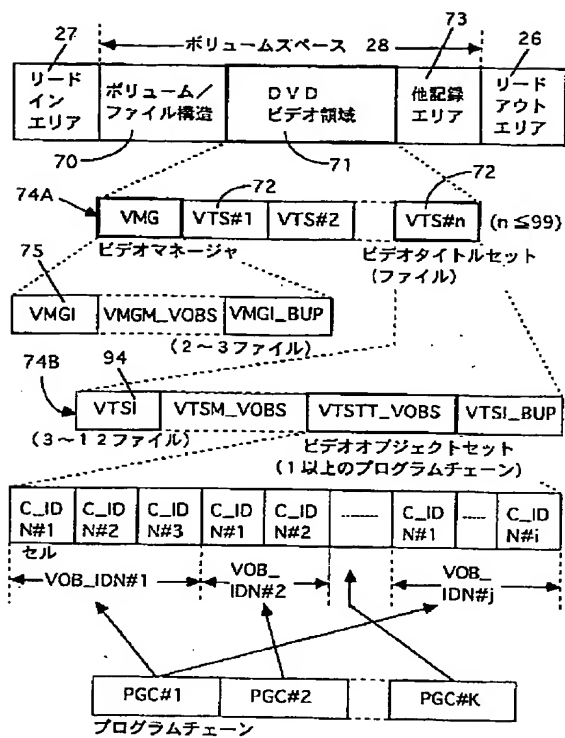 27
ボリュームスペース 28
73
26
リード
イン
エリア
ボリューム／
ファイル構造
DVD
ビデオ領域
他記録
エリア
リード
アウト
エリア
70
71
74A
72
72
VMG
VTS#1
VTS#2
VTS#n
(n≦99)
ビデオマネージャ
ビデオタイトルセット
(ファイル)
75
VMGI
VMGM_VOBS
VMGI_BUP
(2〜3ファイル)
94
74B
VTSI
VTSM_VOBS
VTSTT_VOBS
VTSI_BUP
(3〜12ファイル)
ビデオオブジェクトセット
(1以上のプログラムチェーン)
C_ID
N#1
C_ID
N#2
C_ID
N#3
C_ID
N#1
C_ID
N#2
C_ID
N#1
C_ID
N#i
セル
VOB_IDN#1
VOB_
IDN#2
VOB_
IDN#j
PGC#1
PGC#2
PGC#K
プログラムチェーン